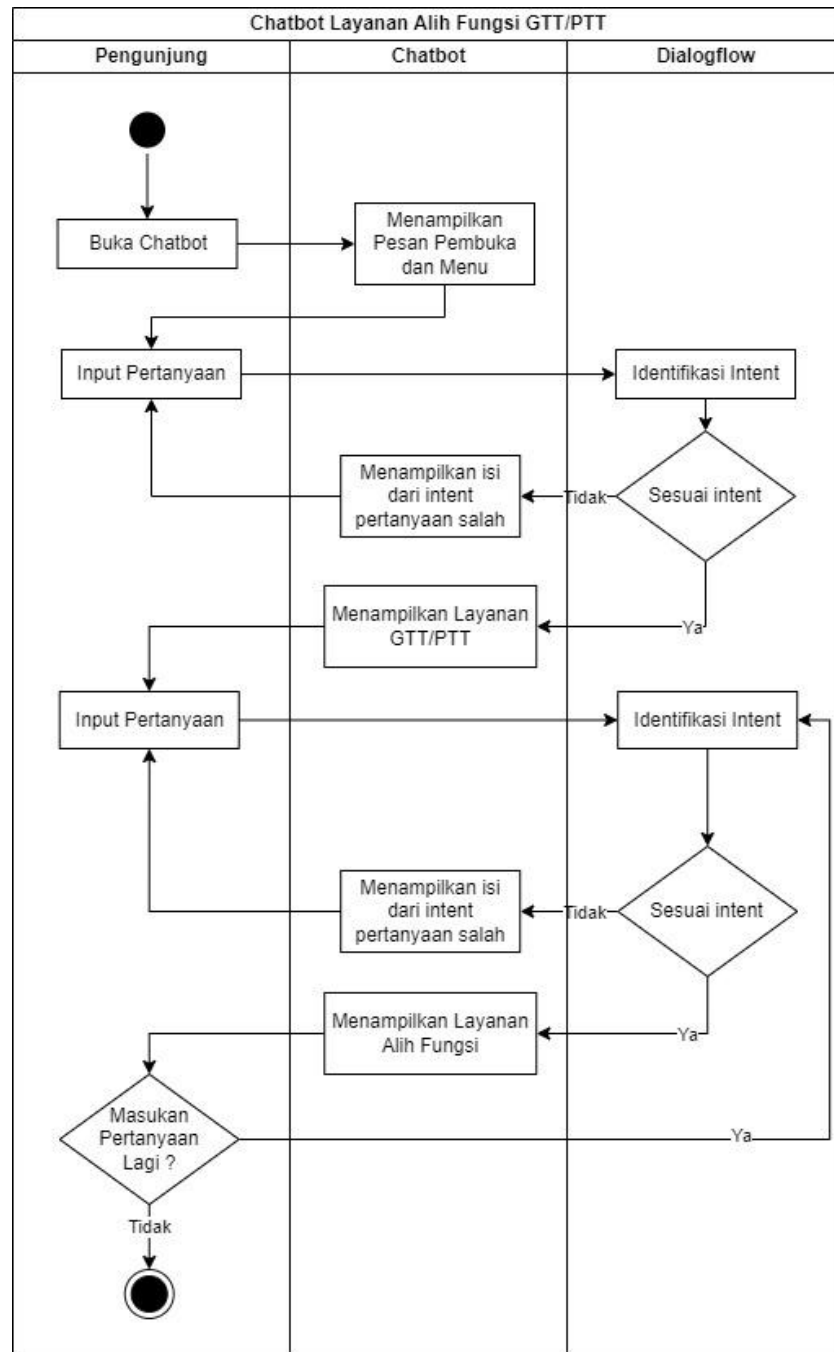 Chatbot Layanan Alih Fungsi GTT/PTT
Pengunjung
Chatbot
Dialogflow
Buka Chatbot
Menampilkan
Pesan Pembuka
dan Menu
Input Pertanyaan
Identifikasi Intent
Menampilkan isi
dari intent
pertanyaan salah
Tidak
Sesuai intent
Menampilkan Layanan
GTT/PTT
Ya
Input Pertanyaan
Identifikasi Intent
Menampilkan isi
dari intent
pertanyaan salah
Tidak
Sesuai intent
Menampilkan Layanan
Alih Fungsi
Ya
Masukan
Pertanyaan
Lagi ?
Ya
Tidak